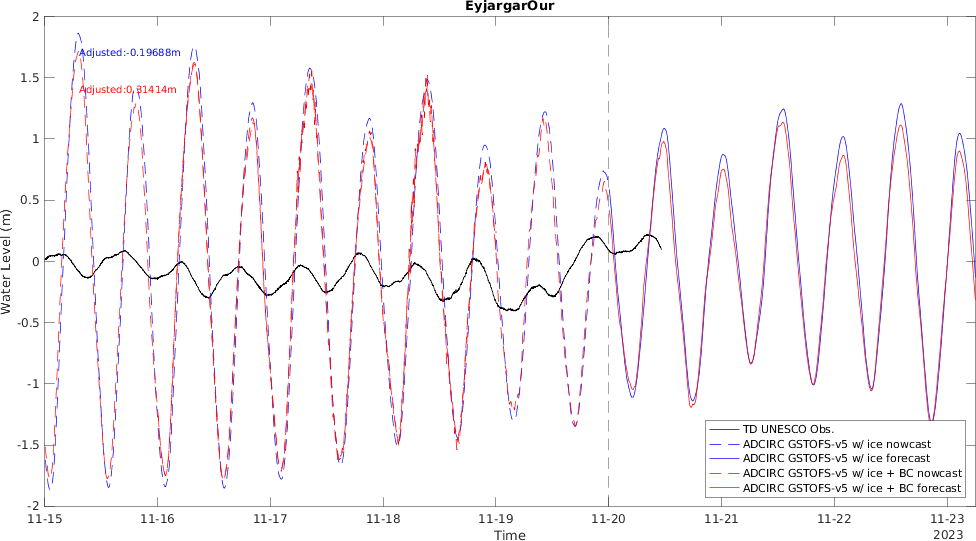 EyjargarOur
2
1.5
1
0.5
0
-0.5
-1
-1.5
-2
Water Level (m)
Adjusted:-0.19688m
Adjusted:0.31414m
TD UNESCO Obs.
ADCIRC GSTOFS-v5 w/ ice nowcast
ADCIRC GSTOFS-v5 w/ ice forecast
ADCIRC GSTOFS-v5 w/ ice + BC nowcast
ADCIRC GSTOFS-v5 w/ ice + BC forecast
11-15 11-16 11-17 11-18 11-19 11-20 11-21 11-22 11-23
Time
2023